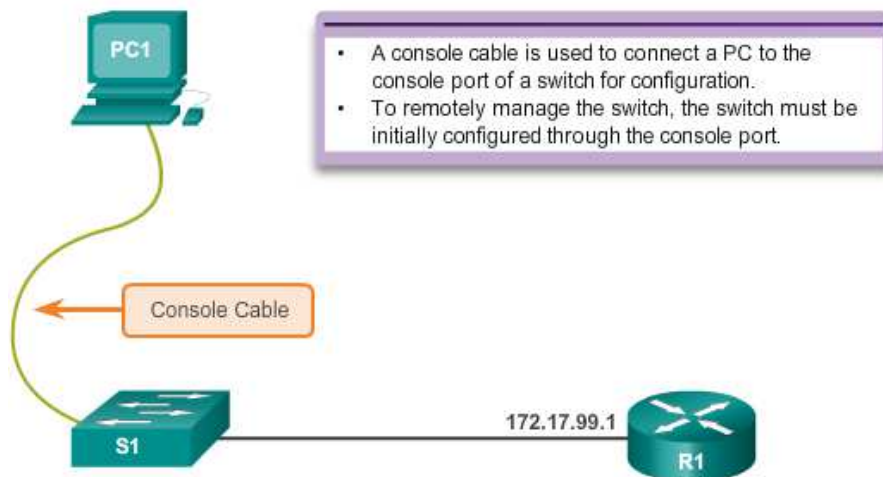 PC1
• A console cable is used to connect a PC to the
console port of a switch for configuration.
• To remotely manage the switch, the switch must be
initially configured through the console port.
Console Cable
172.17.99.1
S1
R1